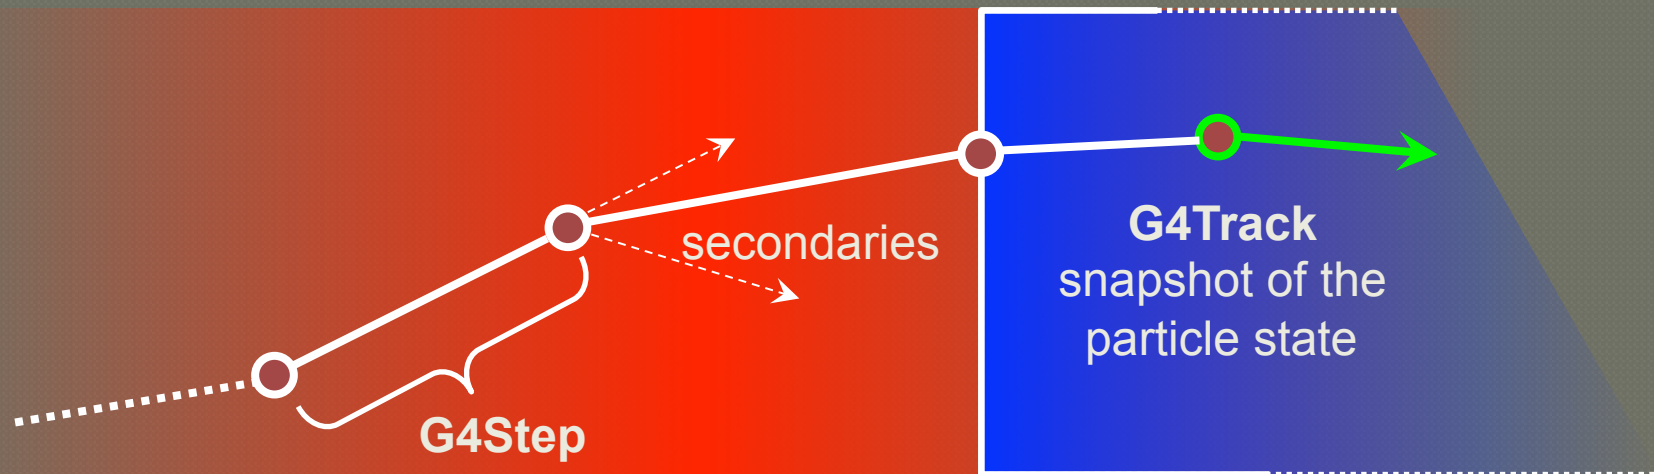 secondaries
G4Step
G4Track
snapshot of the
particle state